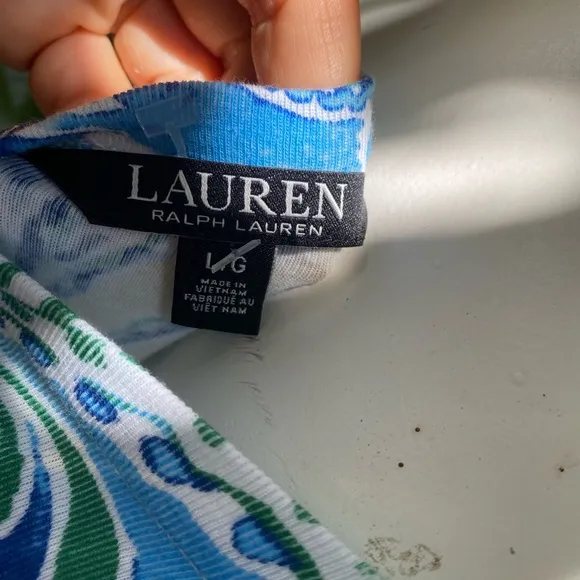 LAUREN
RALPH LAUREN
L/G
MADE IN
VIETNAM
FABRIQUÉ AU
VIÊT NAM